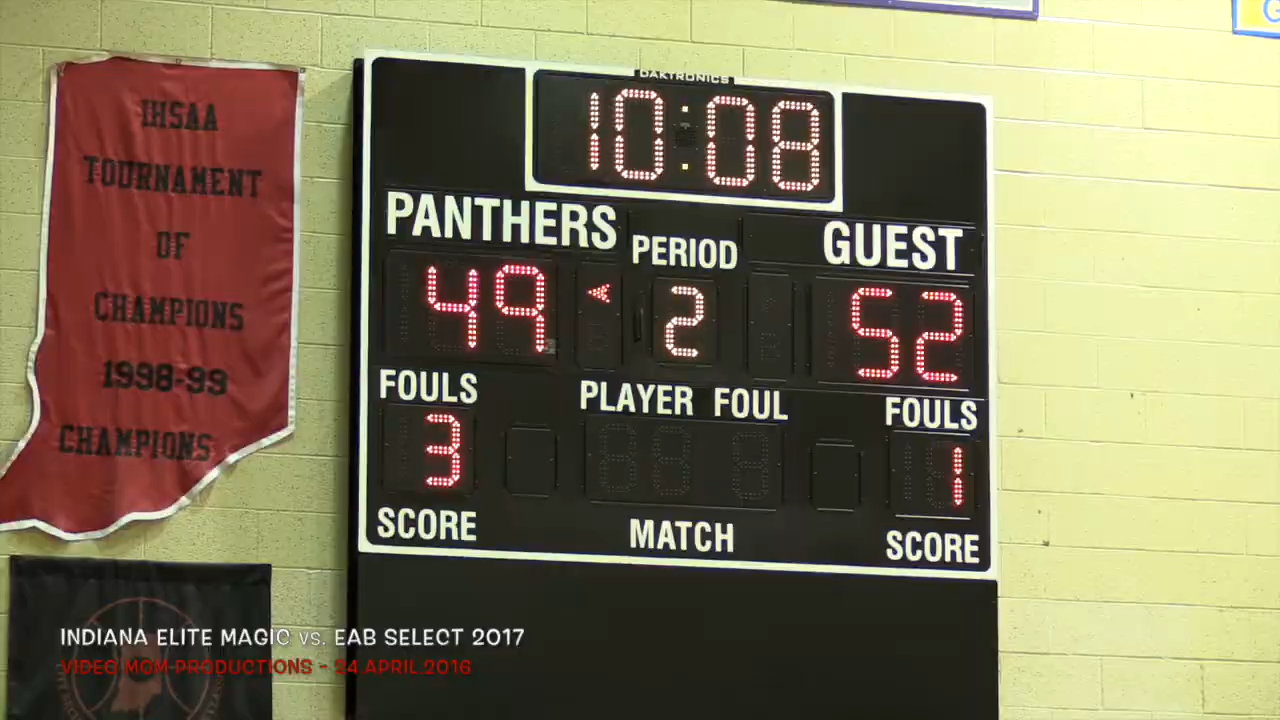 IHSAA
TOURNAMENT
OF
CHAMPIONS
1998-99
CHAMPIONS
DAKTRONICS
10:08
PANTHERS
PERIOD
GUEST
49
2
52
FOULS
PLAYER FOUL
FOULS
3
1
SCORE
MATCH
SCORE
INDIANA ELITE MAGIC vs. EAB SELECT 2017
VIDEO MOM PRODUCTIONS - 24.APRIL.2016